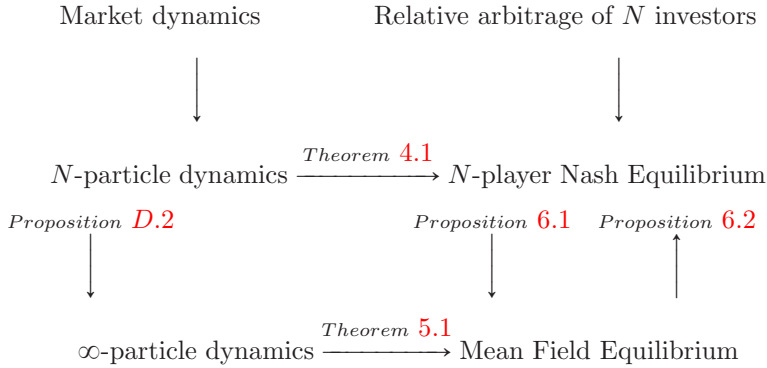 Market dynamics Relative arbitrage of N investors
Theorem 4.1
N-particle dynamics N-player Nash Equilibrium
Proposition D.2 Proposition 6.1 Proposition 6.2
Theorem 5.1
∞-particle dynamics Mean Field Equilibrium